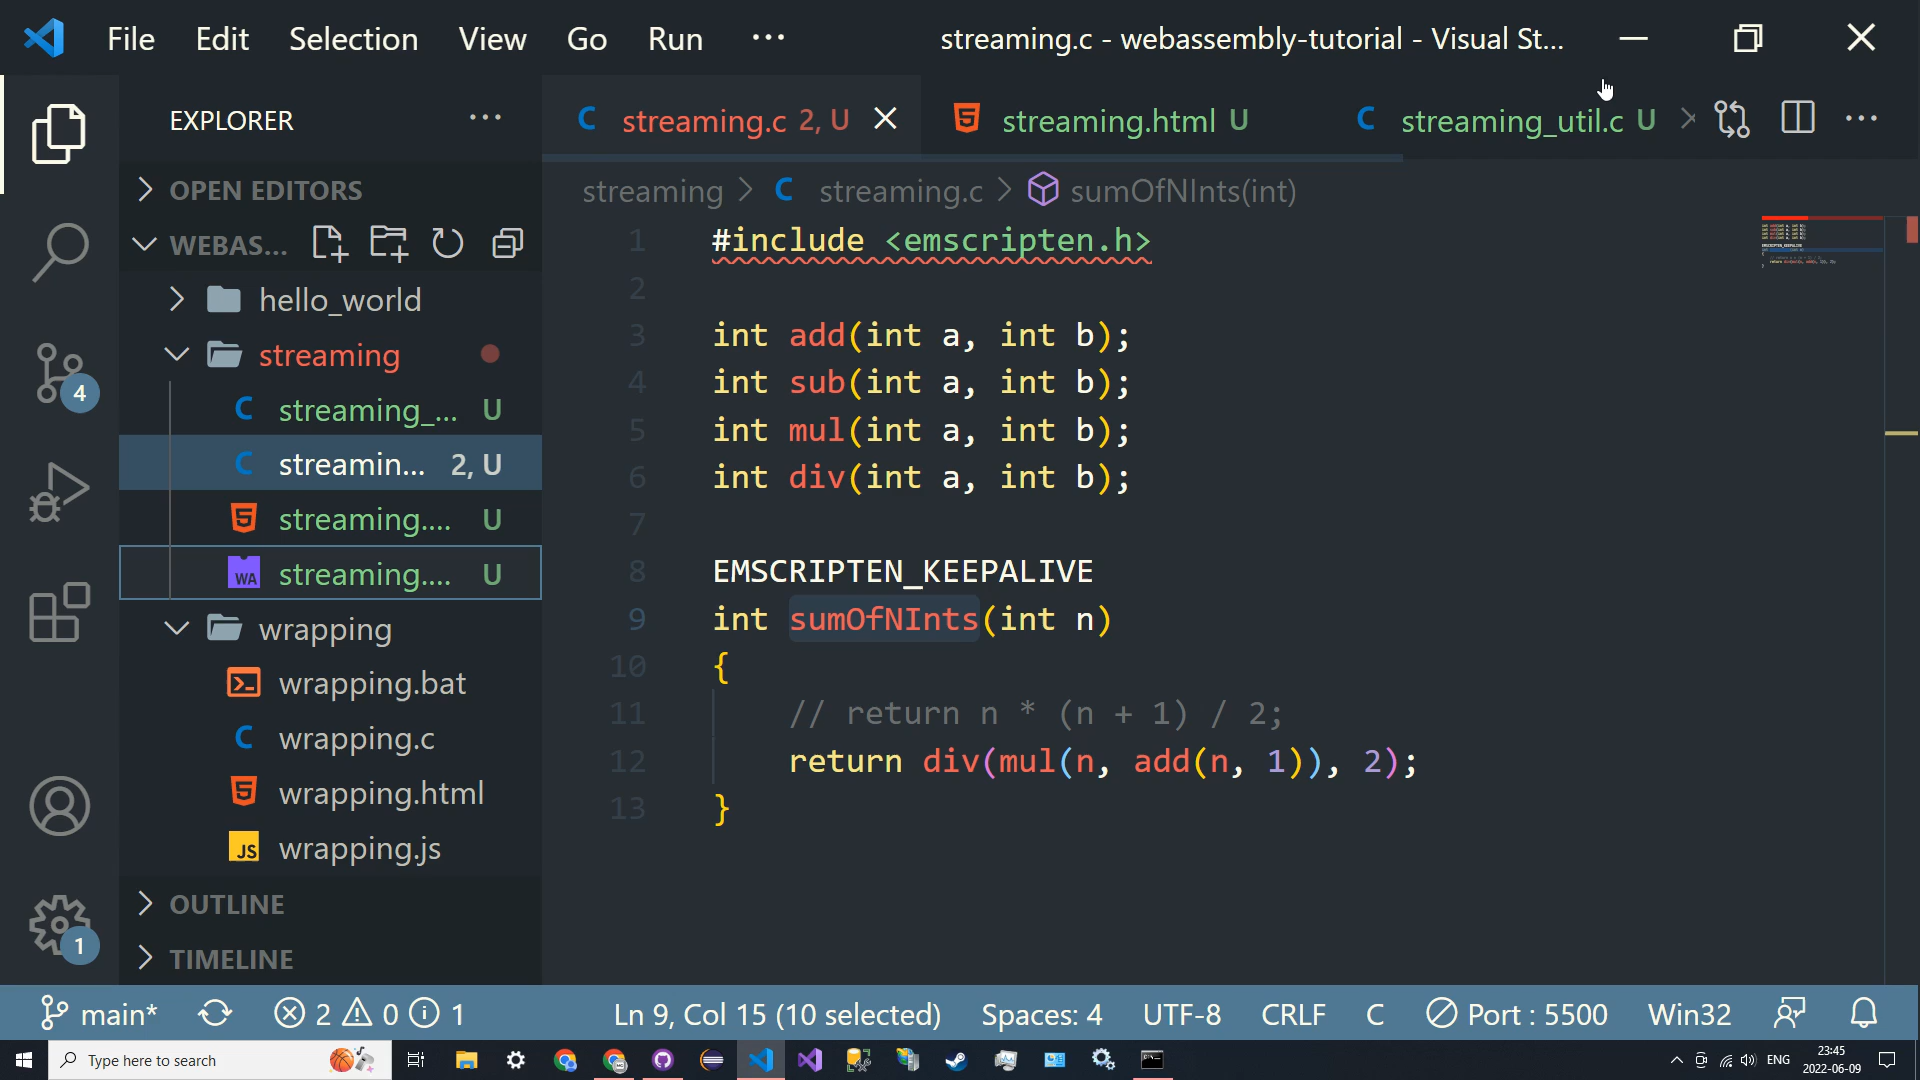 File Edit Selection View Go Run ··· streaming.c - webassembly-tutorial - Visual St...
EXPLORER ···
streaming.c 2, U streaming.html U streaming_util.c U ···
OPEN EDITORS
WEBAS...
hello_world
streaming
streaming_... U
streamin... 2, U
streaming.... U
WA streaming.... U
wrapping
wrapping.bat
wrapping.c
wrapping.html
JS wrapping.js
OUTLINE
TIMELINE
4
1
streaming > C streaming.c > sumOfNInts(int)
1 #include <emscripten.h>
2
3 int add(int a, int b);
4 int sub(int a, int b);
5 int mul(int a, int b);
6 int div(int a, int b);
7
8 EMSCRIPTEN_KEEPALIVE
9 int sumOfNInts(int n)
10 {
11 // return n * (n + 1) / 2;
12 return div(mul(n, add(n, 1)), 2);
13 }
main* 2 0 1 Ln 9, Col 15 (10 selected) Spaces: 4 UTF-8 CRLF C Port : 5500 Win32
Type here to search ENG 23:45
2022-06-09